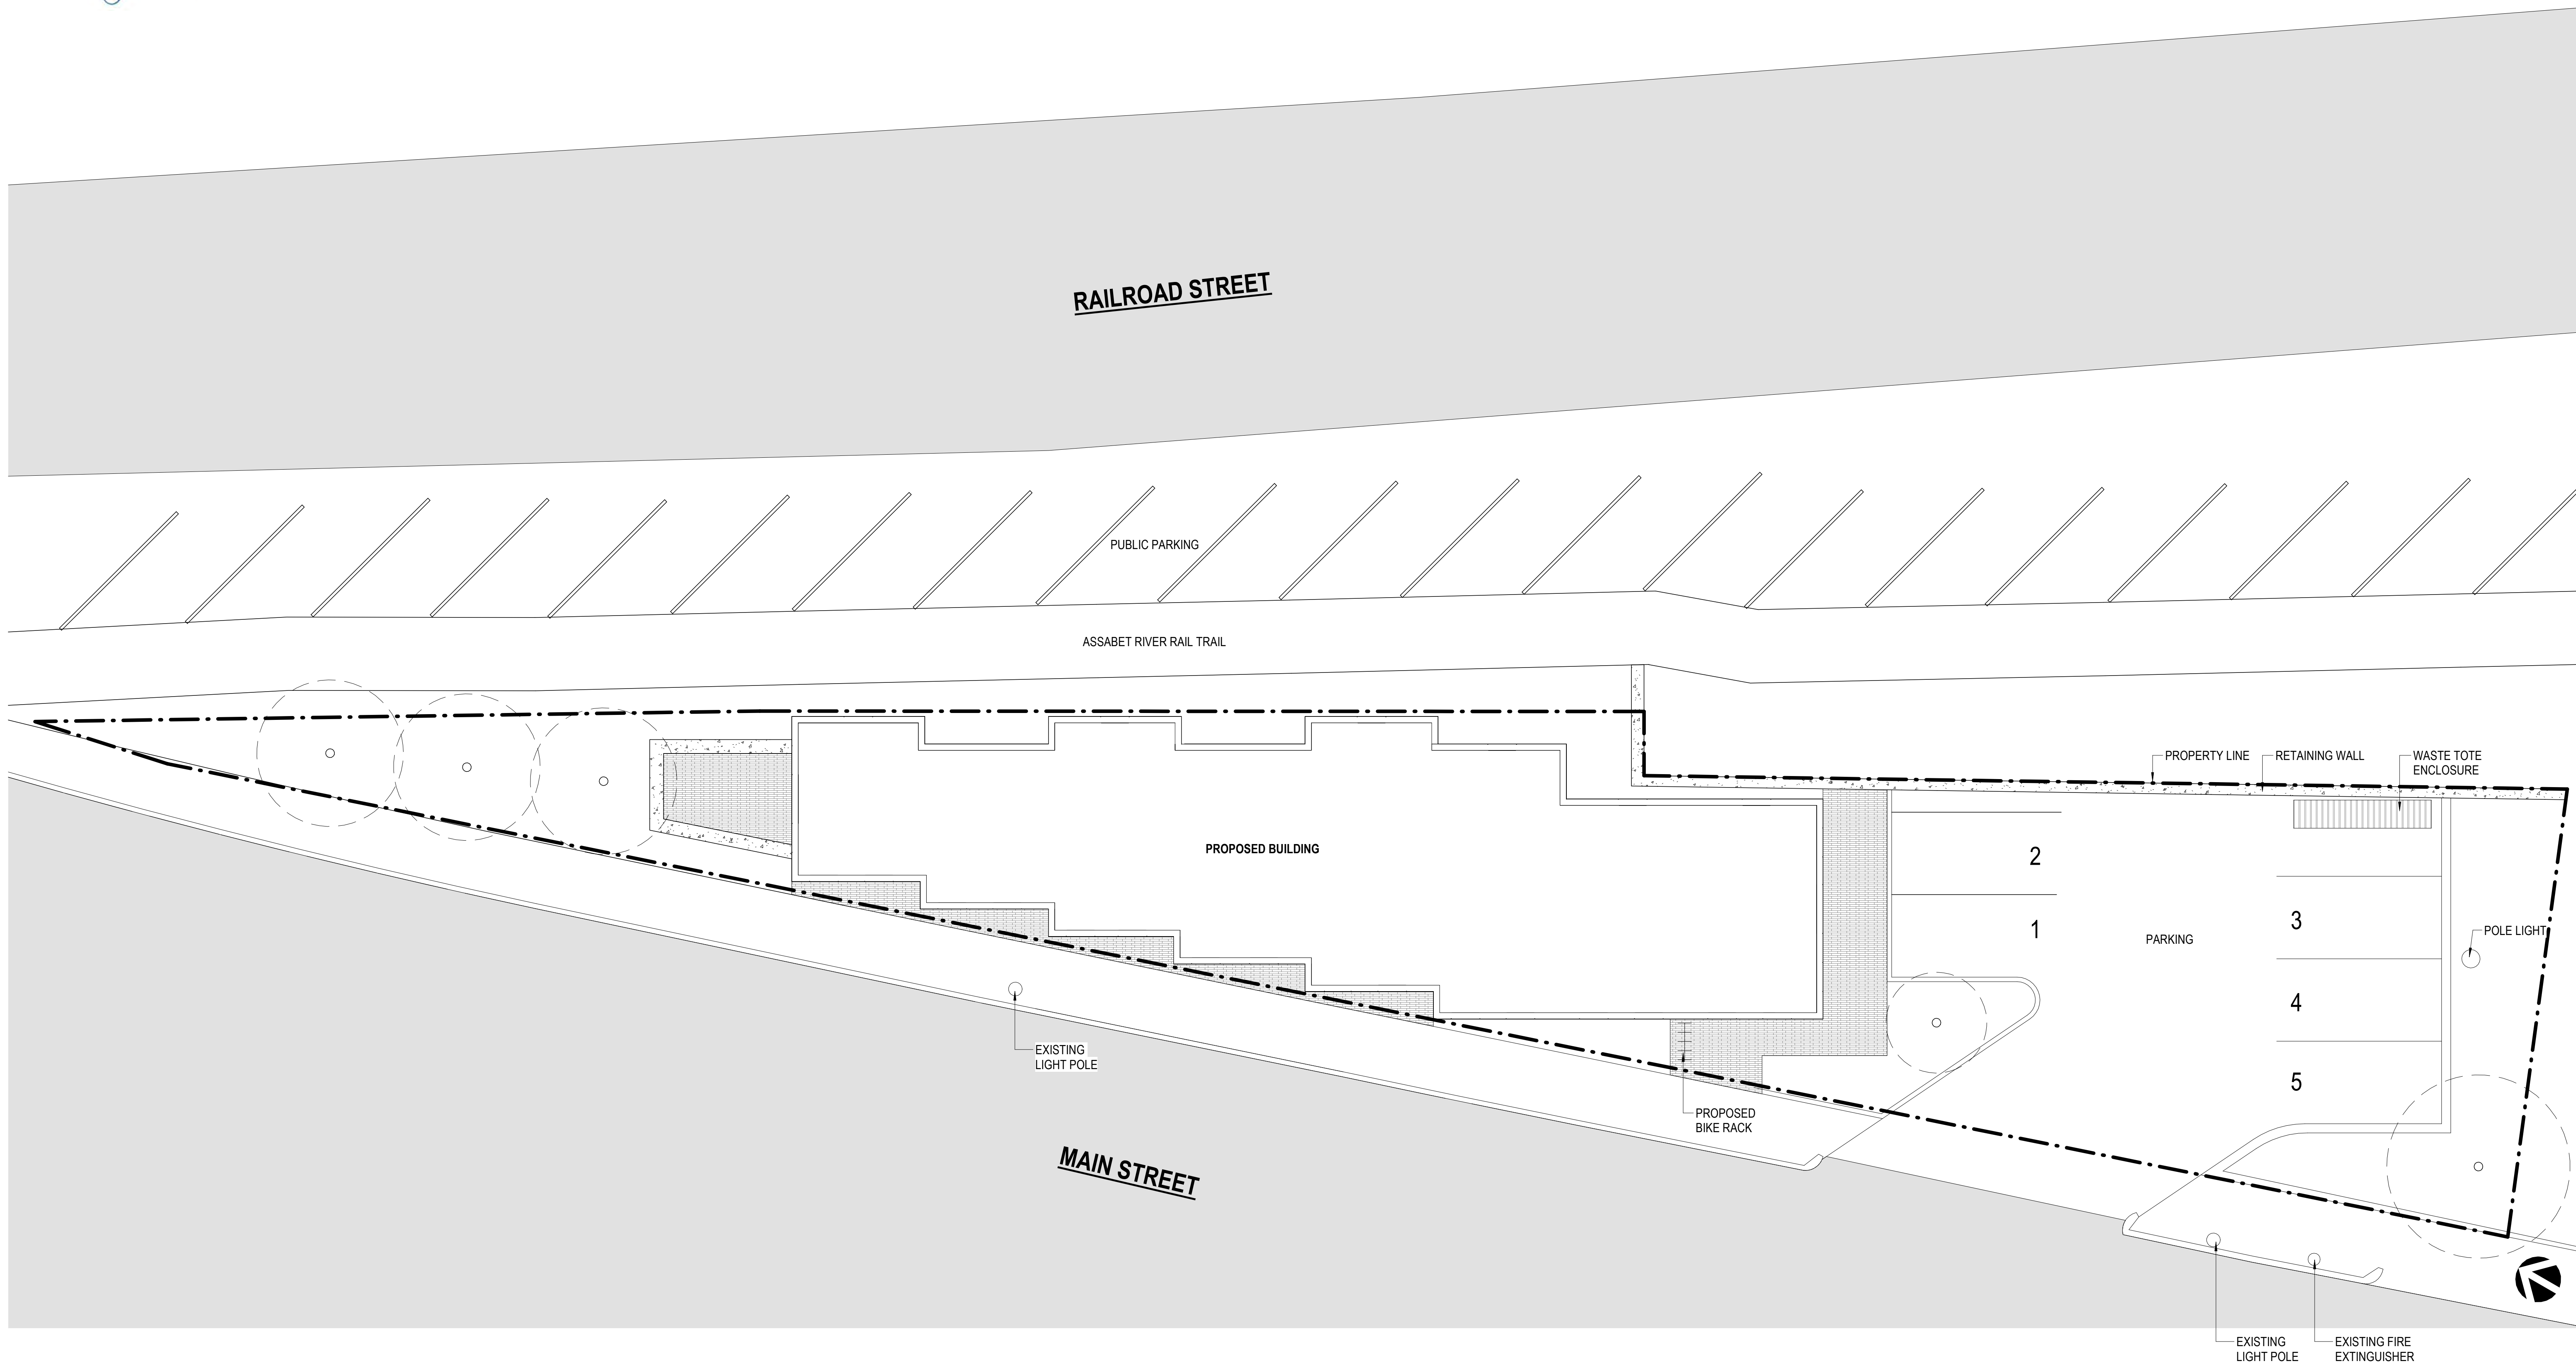 RAILROAD STREET
PUBLIC PARKING
ASSABET RIVER RAIL TRAIL
PROPERTY LINE
RETAINING WALL
WASTE TOTE
ENCLOSURE
PROPOSED BUILDING
2
1
PARKING
3
4
5
POLE LIGHT
EXISTING
LIGHT POLE
PROPOSED
BIKE RACK
MAIN STREET
EXISTING
LIGHT POLE
EXISTING FIRE
EXTINGUISHER